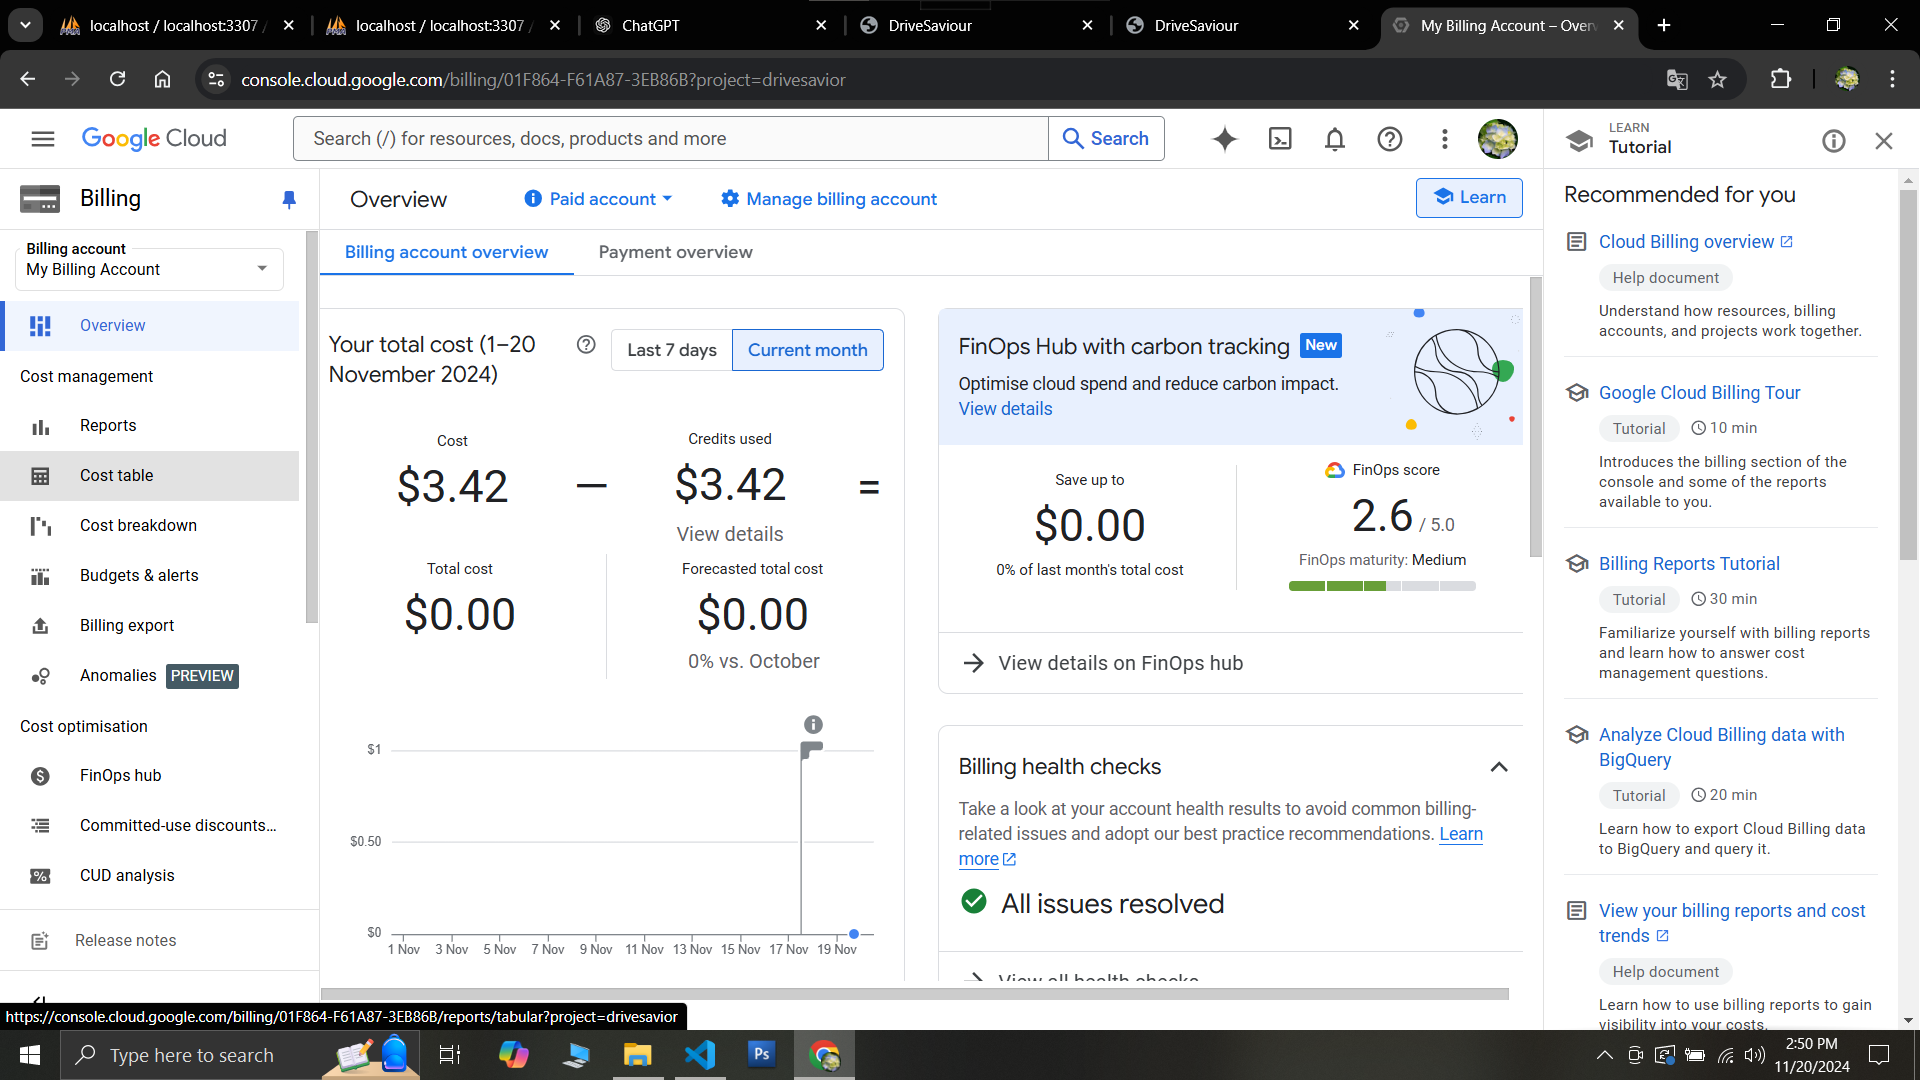 localhost / localhost:3307 /
localhost / localhost:3307 /
ChatGPT
DriveSaviour
DriveSaviour
My Billing Account – Over
console.cloud.google.com/billing/01F864-F61A87-3EB86B?project=drivesavior
Google Cloud
Search (/) for resources, docs, products and more
Search
LEARN
Tutorial
Billing
Overview
Paid account
Manage billing account
Learn
Billing account
My Billing Account
Billing account overview
Payment overview
Overview
Cost management
Reports
Cost table
Cost breakdown
Budgets & alerts
Billing export
Anomalies PREVIEW
Cost optimisation
FinOps hub
Committed-use discounts...
CUD analysis
Release notes
Your total cost (1–20
November 2024)
Last 7 days
Current month
Cost
$3.42
—
Credits used
$3.42
=
View details
Total cost
$0.00
Forecasted total cost
$0.00
0% vs. October
$1
$0.50
$0
1 Nov
3 Nov
5 Nov
7 Nov
9 Nov
11 Nov
13 Nov
15 Nov
17 Nov
19 Nov
FinOps Hub with carbon tracking New
Optimise cloud spend and reduce carbon impact.
View details
Save up to
$0.00
0% of last month's total cost
FinOps score
2.6 / 5.0
FinOps maturity: Medium
View details on FinOps hub
Billing health checks
Take a look at your account health results to avoid common billing-
related issues and adopt our best practice recommendations. Learn
more
All issues resolved
View all health checks
Recommended for you
Cloud Billing overview
Help document
Understand how resources, billing
accounts, and projects work together.
Google Cloud Billing Tour
Tutorial
10 min
Introduces the billing section of the
console and some of the reports
available to you.
Billing Reports Tutorial
Tutorial
30 min
Familiarize yourself with billing reports
and learn how to answer cost
management questions.
Analyze Cloud Billing data with
BigQuery
Tutorial
20 min
Learn how to export Cloud Billing data
to BigQuery and query it.
View your billing reports and cost
trends
Help document
Learn how to use billing reports to gain
visibility into your costs.
https://console.cloud.google.com/billing/01F864-F61A87-3EB86B/reports/tabular?project=drivesavior
Type here to search
Ps
2:50 PM
11/20/2024